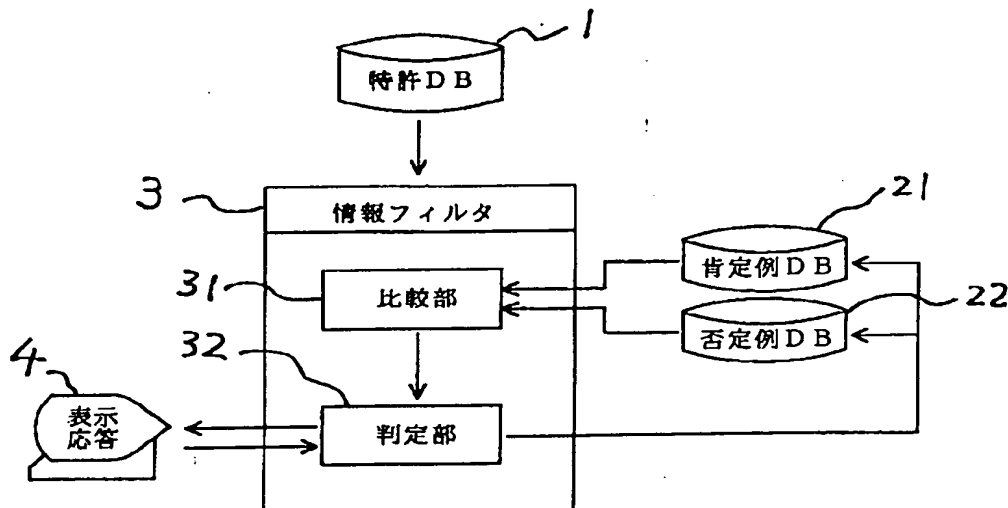 1
特許DB
3
情報フィルタ
21
肯定例DB
31
比較部
22
否定例DB
32
4
表示
応答
判定部